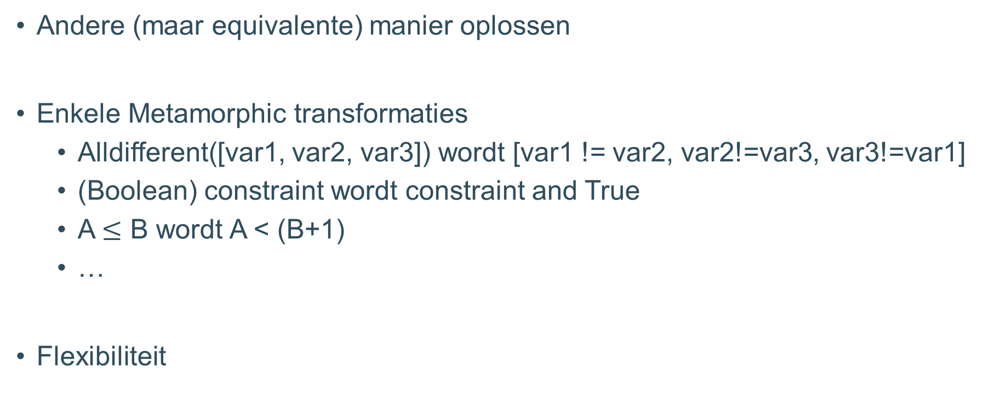 • Andere (maar equivalente) manier oplossen
• Enkele Metamorphic transformaties
• Alldifferent([var1, var2, var3]) wordt [var1 != var2, var2!=var3, var3!=var1]
• (Boolean) constraint wordt constraint and True
• A ≤ B wordt A < (B+1)
• …
• Flexibiliteit